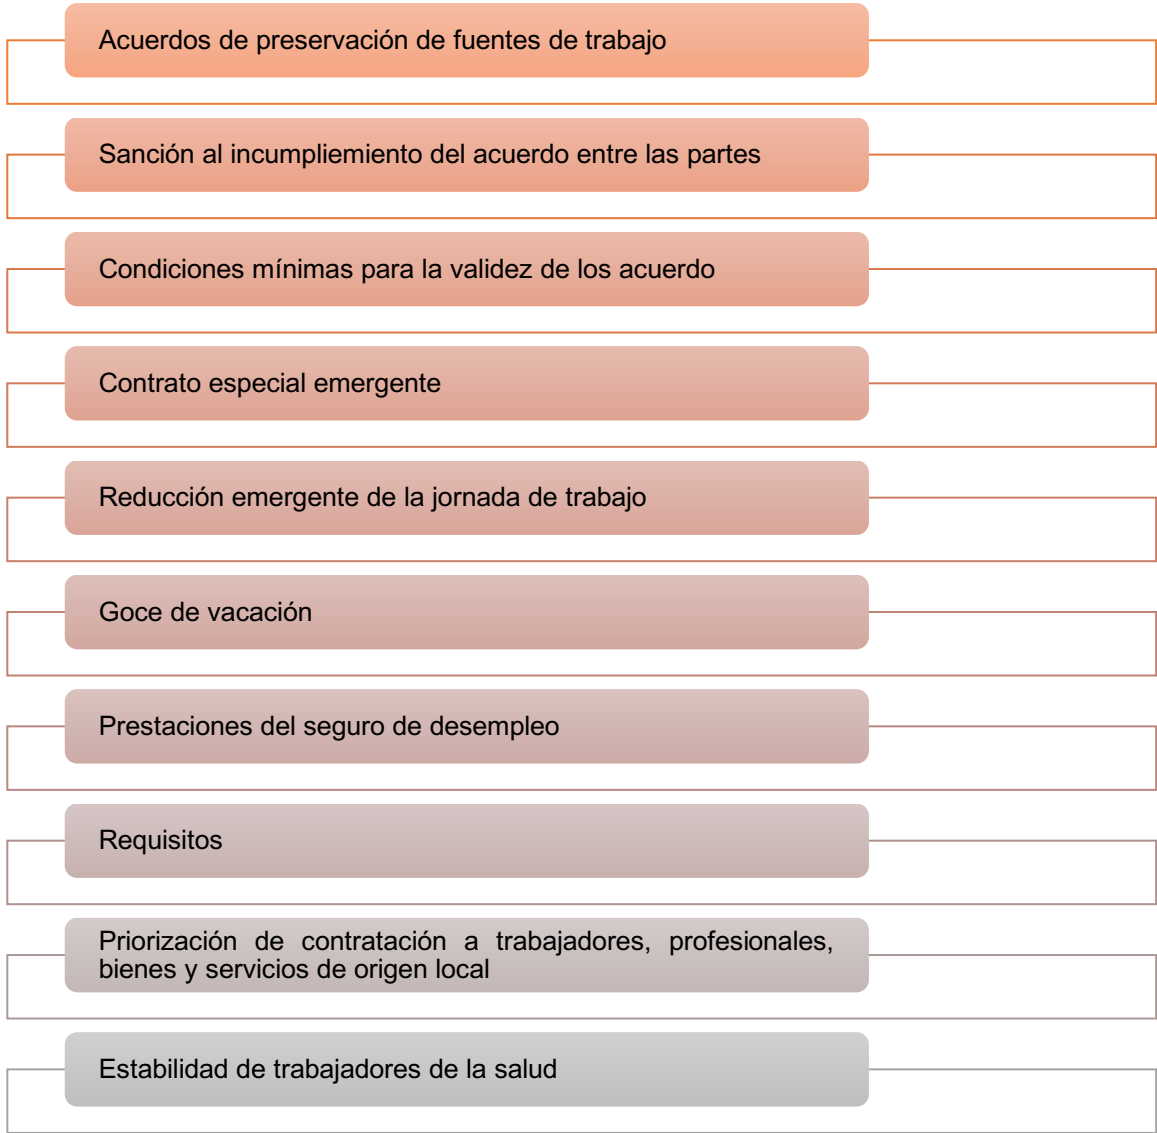 Acuerdos de preservación de fuentes de trabajo
Sanción al incumpliemiento del acuerdo entre las partes
Condiciones mínimas para la validez de los acuerdo
Contrato especial emergente
Reducción emergente de la jornada de trabajo
Goce de vacación
Prestaciones del seguro de desempleo
Requisitos
Priorización de contratación a trabajadores, profesionales,
bienes y servicios de origen local
Estabilidad de trabajadores de la salud